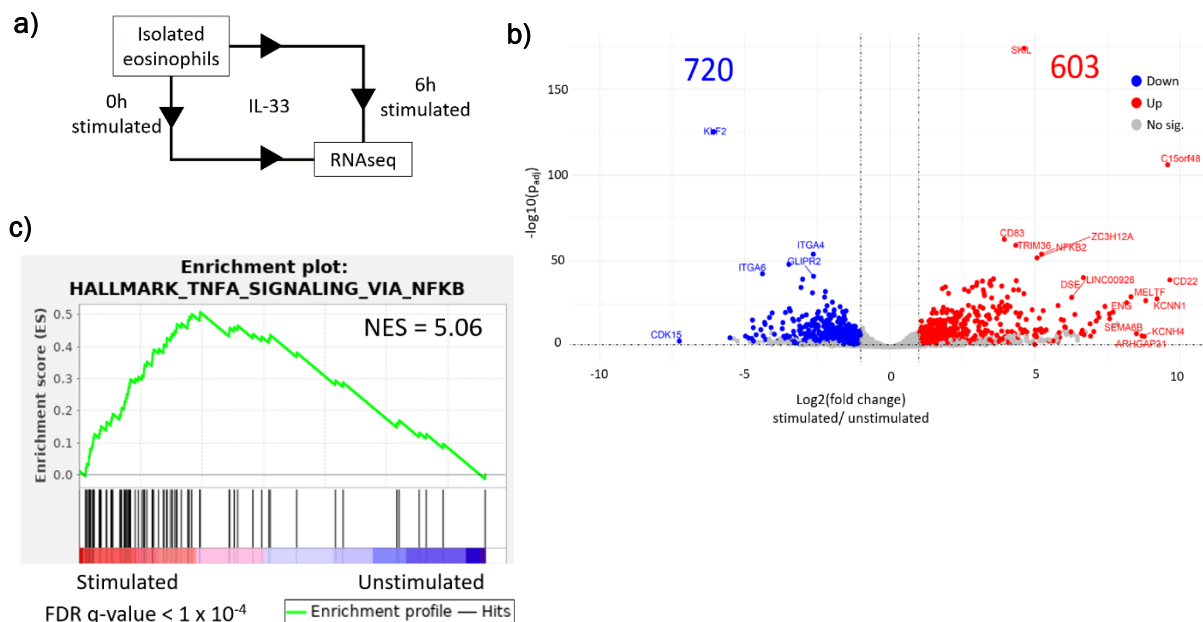 a)
Isolated
eosinophils
0h
stimulated
IL-33
6h
stimulated
RNAseq
b)
720
603
Down
Up
No sig.
SKIL
KLF2
C15orf48
CD83
TRIM36
NFKB2
ZC3H12A
ITGA4
GLIPR2
ITGA6
DSE
LINC00926
CD22
MELTF
ENG
KCNN1
SEMA6B
KCNH4
ARHGAP31
CDK15
150
100
50
0
-log10(padj)
-10
-5
0
5
10
Log2(fold change)
stimulated/ unstimulated
c)
Enrichment plot:
HALLMARK_TNFA_SIGNALING_VIA_NFKB
NES = 5.06
Enrichment score (ES)
0.5
0.4
0.3
0.2
0.1
0.0
Stimulated
Unstimulated
FDR q-value < 1 x 10-4
Enrichment profile
Hits